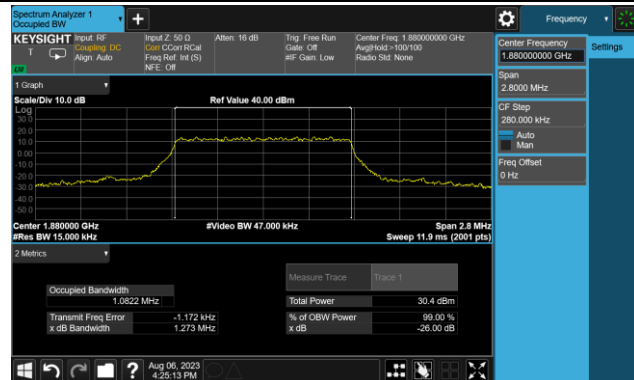 Spectrum Analyzer 1
Occupied BW
Frequency
KEYSIGHT
Input: RF
Coupling: DC
Align: Auto
Input Z: 50 Ω
Corr CCorr RCal
Freq Ref: Int (S)
NFE: Off
Atten: 16 dB
Trig: Free Run
Gate: Off
#IF Gain: Low
Center Freq: 1.880000000 GHz
Avg|Hold:>100/100
Radio Std: None
Center Frequency
1.880000000 GHz
Settings
Span
2.8000 MHz
CF Step
280.000 kHz
Auto
Man
Freq Offset
0 Hz
1 Graph
Scale/Div 10.0 dB
Ref Value 40.00 dBm
Log
30.0
20.0
10.0
0.00
-10.0
-20.0
-30.0
-40.0
-50.0
Center 1.880000 GHz
#Video BW 47.000 kHz
Span 2.8 MHz
#Res BW 15.000 kHz
Sweep 11.9 ms (2001 pts)
2 Metrics
Measure Trace
Trace 1
Occupied Bandwidth
1.0822 MHz
Total Power
30.4 dBm
Transmit Freq Error
-1.172 kHz
% of OBW Power
99.00 %
x dB Bandwidth
1.273 MHz
x dB
-26.00 dB
Aug 06, 2023
4:25:13 PM